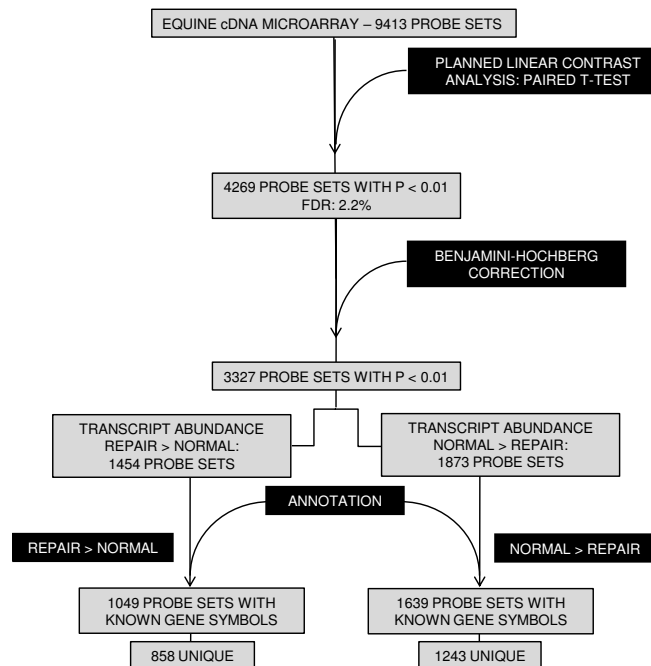 EQUINE cDNA MICROARRAY – 9413 PROBE SETS
PLANNED LINEAR CONTRAST
ANALYSIS: PAIRED T-TEST
4269 PROBE SETS WITH P < 0.01
FDR: 2.2%
BENJAMINI-HOCHBERG
CORRECTION
3327 PROBE SETS WITH P < 0.01
TRANSCRIPT ABUNDANCE
REPAIR > NORMAL:
1454 PROBE SETS
TRANSCRIPT ABUNDANCE
NORMAL > REPAIR:
1873 PROBE SETS
ANNOTATION
REPAIR > NORMAL
NORMAL > REPAIR
1049 PROBE SETS WITH
KNOWN GENE SYMBOLS
1639 PROBE SETS WITH
KNOWN GENE SYMBOLS
858 UNIQUE
1243 UNIQUE